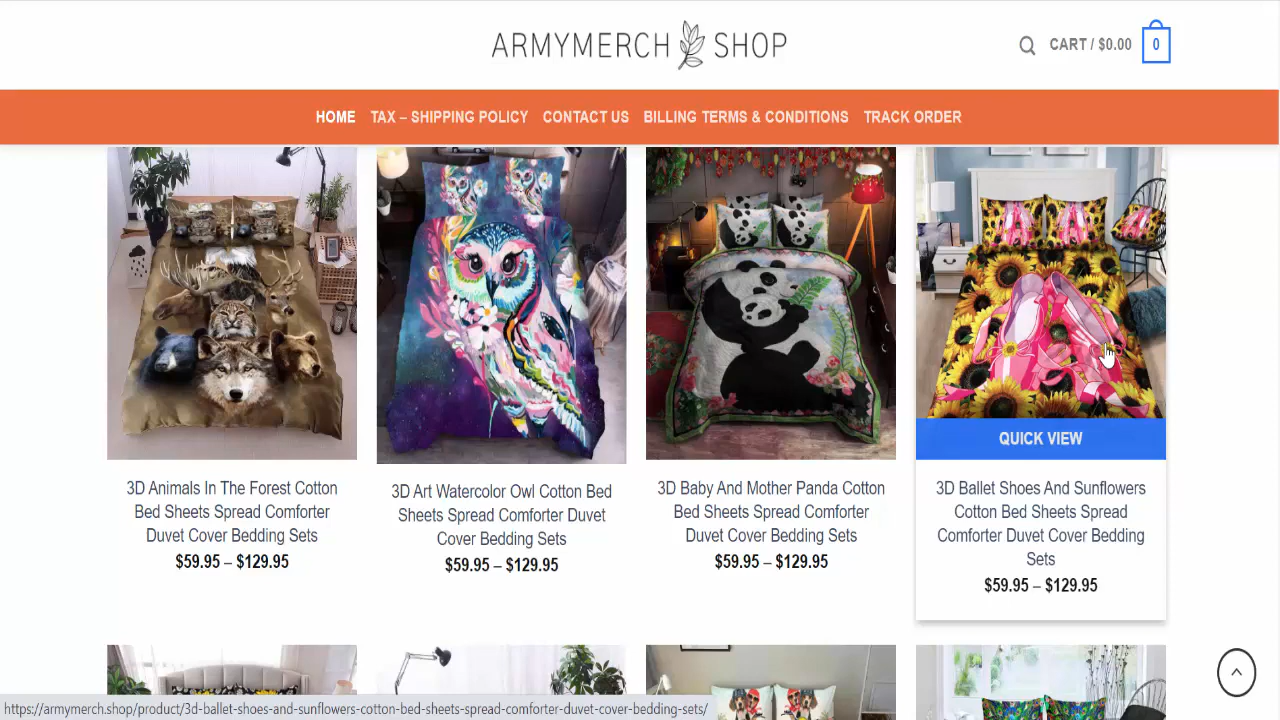 ARMYMERCH SHOP
CART / $0.00 0
HOME TAX – SHIPPING POLICY CONTACT US BILLING TERMS & CONDITIONS TRACK ORDER
QUICK VIEW
3D Animals In The Forest Cotton
Bed Sheets Spread Comforter
Duvet Cover Bedding Sets
$59.95 – $129.95
3D Art Watercolor Owl Cotton Bed
Sheets Spread Comforter Duvet
Cover Bedding Sets
$59.95 – $129.95
3D Baby And Mother Panda Cotton
Bed Sheets Spread Comforter
Duvet Cover Bedding Sets
$59.95 – $129.95
3D Ballet Shoes And Sunflowers
Cotton Bed Sheets Spread
Comforter Duvet Cover Bedding
Sets
$59.95 – $129.95
https://armymerch.shop/product/3d-ballet-shoes-and-sunflowers-cotton-bed-sheets-spread-comforter-duvet-cover-bedding-sets/